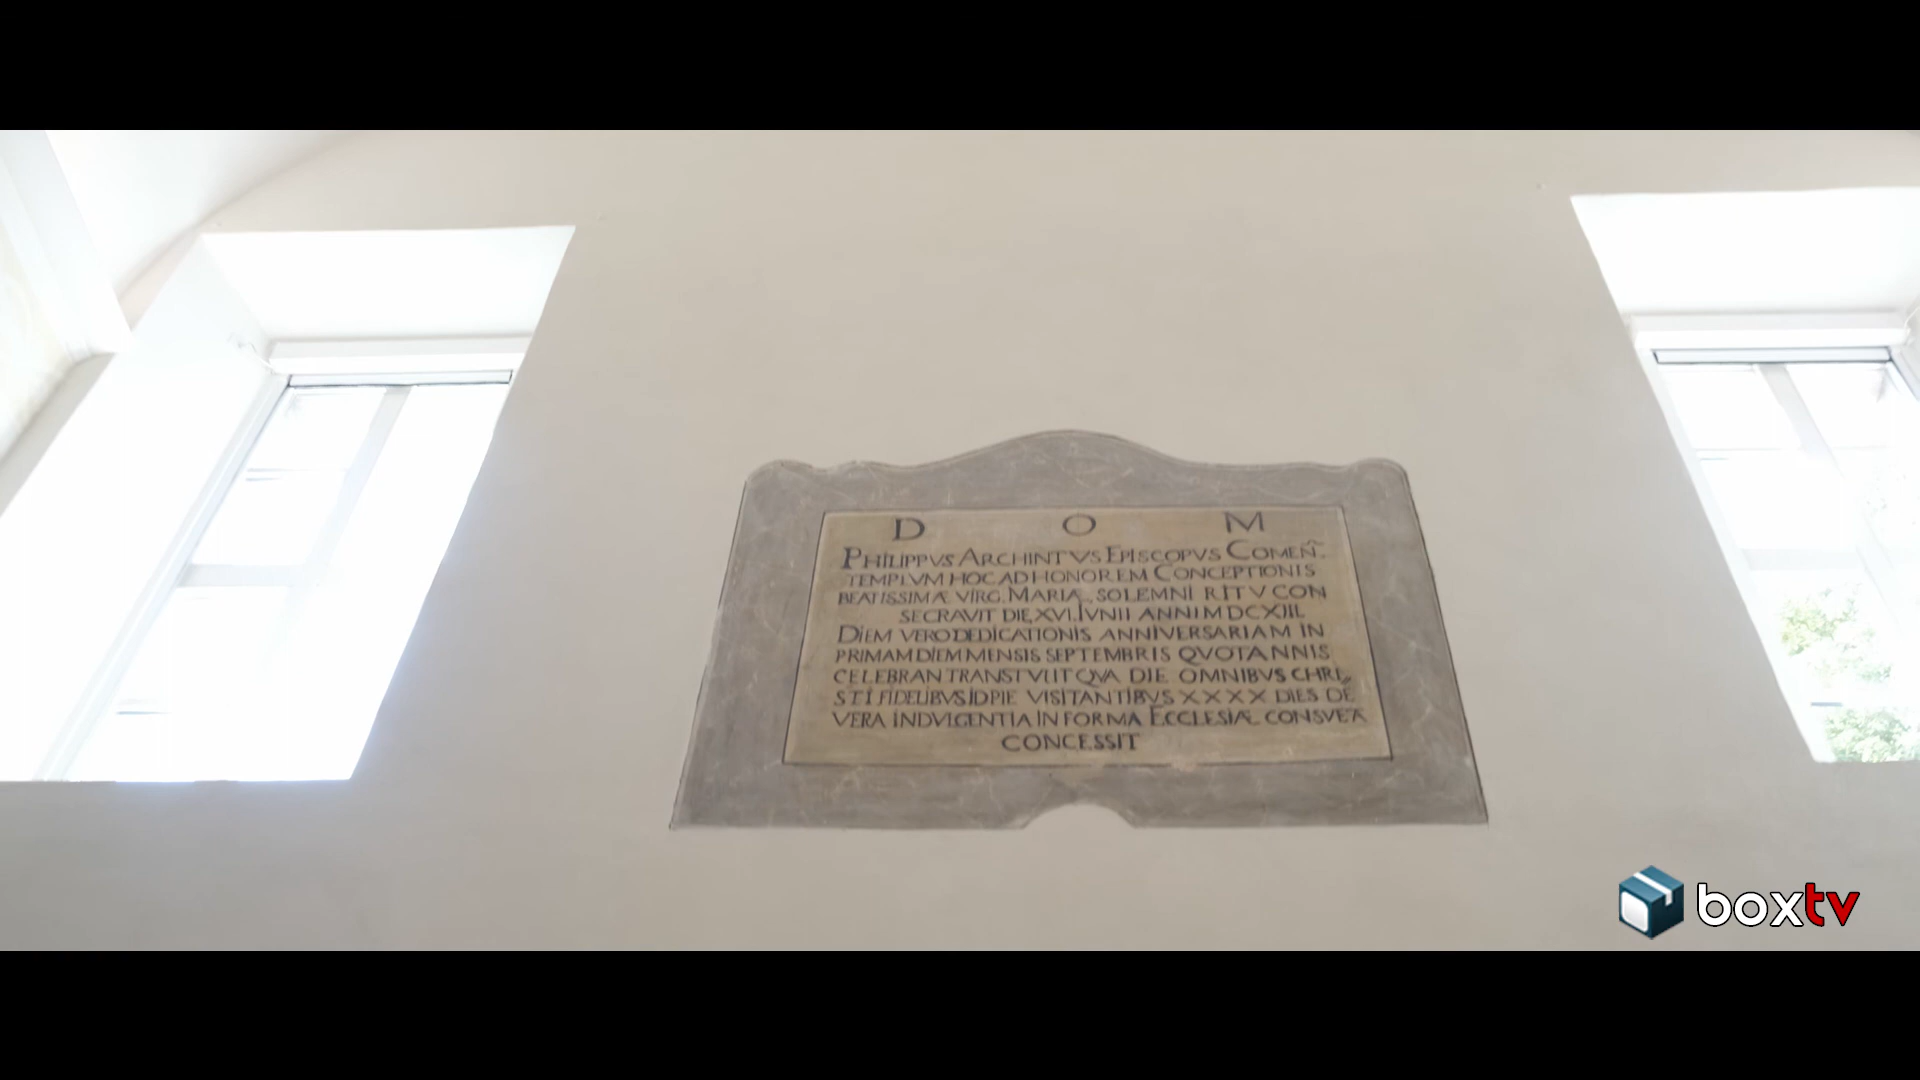 D O M
PHILIPPVS ARCHINTVS EPISCOPVS COMEÑ.
TEMPLVM HOC AD HONOREM CONCEPTIONIS
BEATISSIMÆ VIRG. MARIÆ, SOLEMNI RITV CON
SECRAVIT DIE XVI. IVNII ANNI MDCXIII.
DIEM VERO DEDICATIONIS ANNIVERSARIAM IN
PRIMAM DIEM MENSIS SEPTEMBRIS QVOTANNIS
CELEBRAN TRANSTVLIT QVA DIE OMNIBVS CHRI,
STI FIDELIBVS ID PIE VISITANTIBVS XXXX DIES DE
VERA INDVLGENTIA IN FORMA ECCLESIÆ CONSVETA
CONCESSIT
boxtv